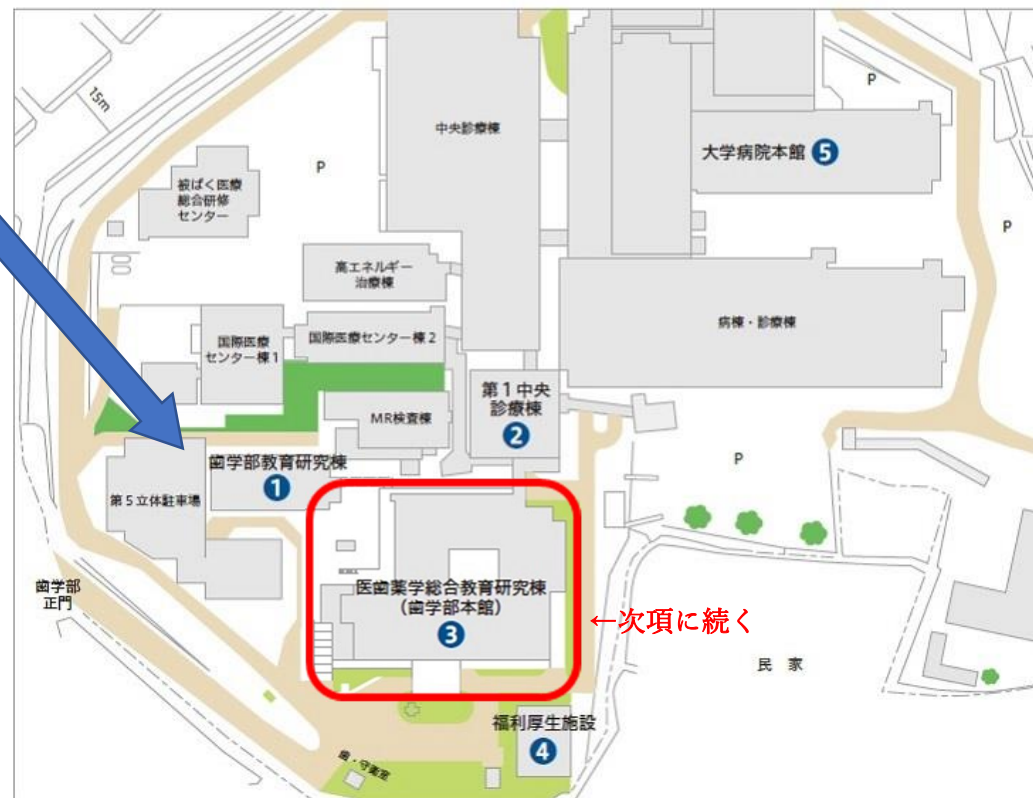 15m
P
中央診療棟
P
大学病院本館 5
被ばく医療
総合研修
センター
P
高エネルギー
治療棟
国際医療
センター棟1
国際医療センター棟2
病棟・診療棟
第1中央
診療棟
2
MR検査棟
P
歯学部教育研究棟
1
第5立体駐車場
医歯薬学総合教育研究棟
(歯学部本館)
3
←次項に続く
歯学部
正門
民 家
福利厚生施設
4
歯・守衛室